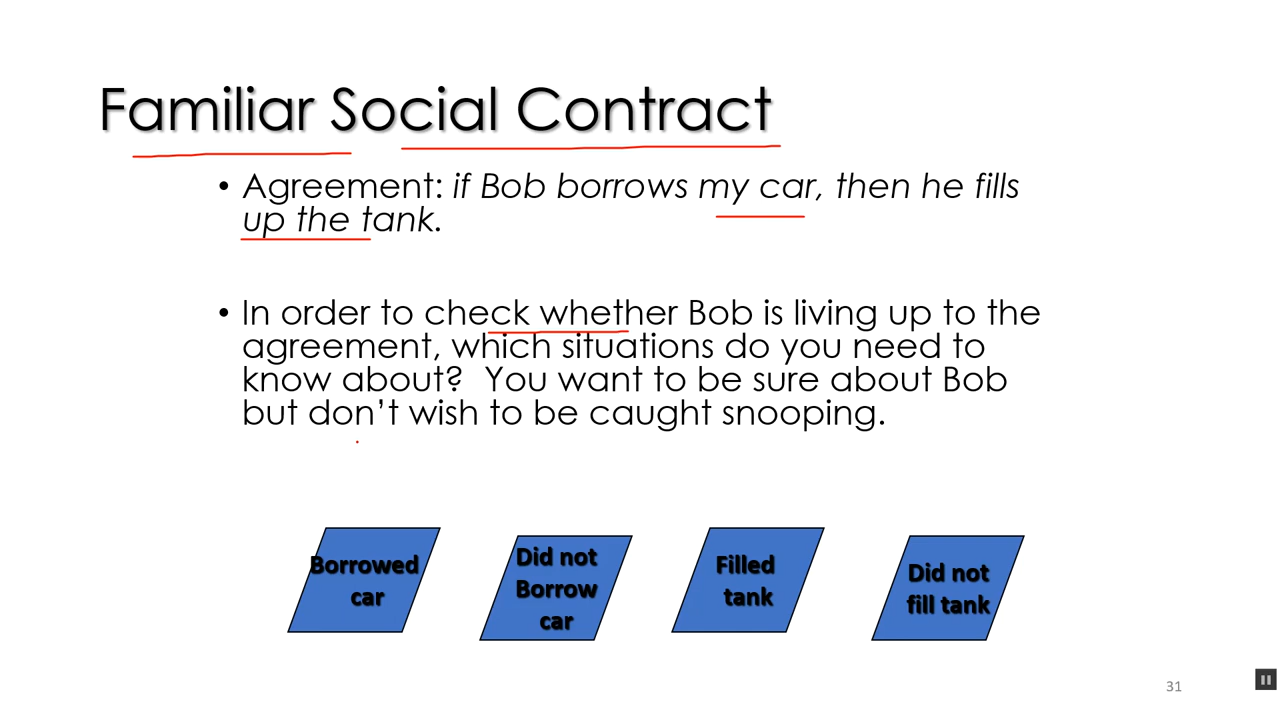 Familiar Social Contract
• Agreement: if Bob borrows my car, then he fills
up the tank.
• In order to check whether Bob is living up to the
agreement, which situations do you need to
know about?  You want to be sure about Bob
but don’t wish to be caught snooping.
Borrowed
car
Did not
Borrow
car
Filled
tank
Did not
fill tank
31